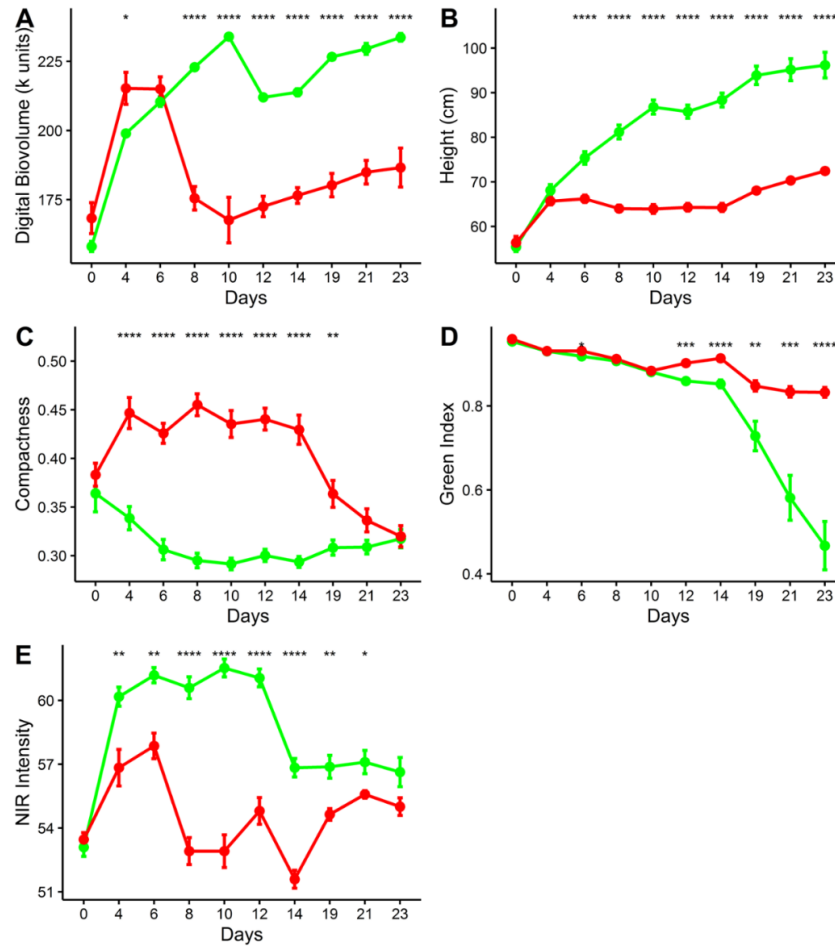 A
* **** **** **** **** **** **** ****
Digital Biovolume (k units)
225
200
175
0 4 6 8 10 12 14 19 21 23
Days
B
**** **** **** **** **** **** **** ****
Height (cm)
100
90
80
70
60
0 4 6 8 10 12 14 19 21 23
Days
C
**** **** **** **** **** **** **
Compactness
0.50
0.45
0.40
0.35
0.30
0 4 6 8 10 12 14 19 21 23
Days
D
* *** **** ** *** ****
Green Index
0.8
0.6
0.4
0 4 6 8 10 12 14 19 21 23
Days
E
** ** **** **** **** **** ** *
NIR Intensity
60
57
54
51
0 4 6 8 10 12 14 19 21 23
Days